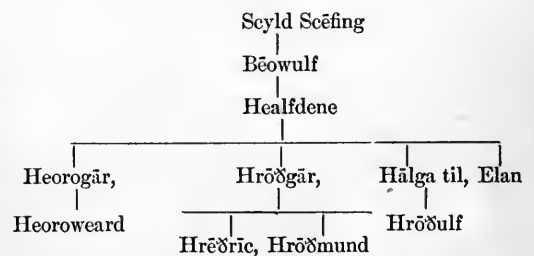 Scyld Scēfing
Bēowulf
Healfdene
Heorogār, Hrōðgār, Hālga til, Elan
Heoroweard Hrōðulf
Hrēðrīc, Hrōðmund